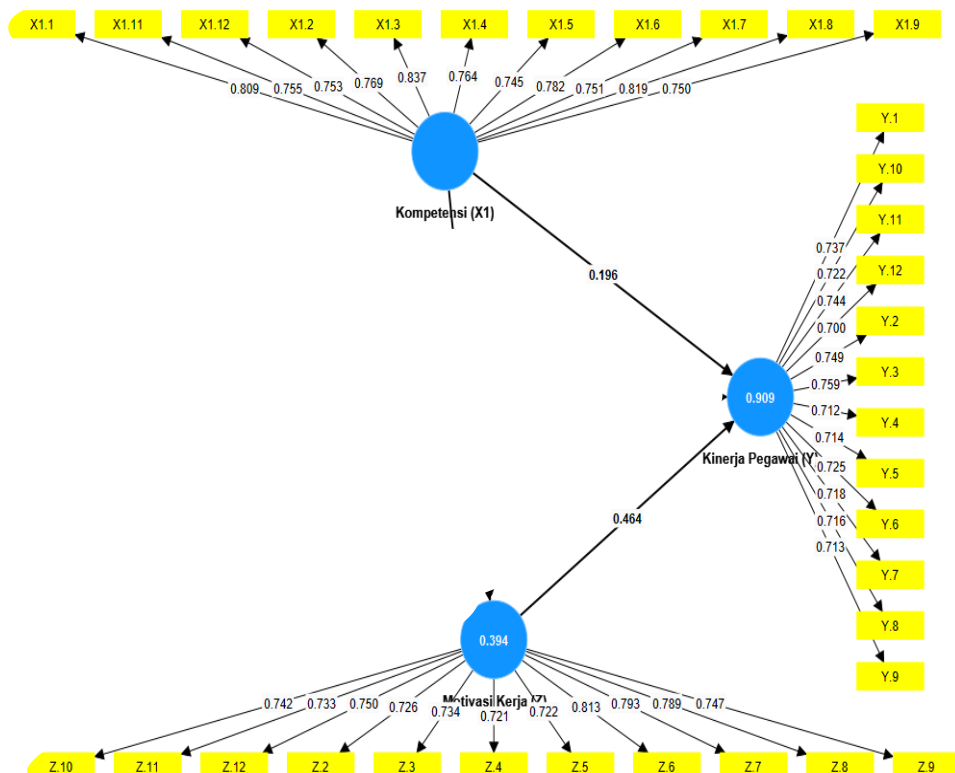 X1.1 X1.11 X1.12 X1.2 X1.3 X1.4 X1.5 X1.6 X1.7 X1.8 X1.9
0.809 0.755 0.753 0.769 0.837 0.764 0.745 0.782 0.751 0.819 0.750
Kompetensi (X1)
Y.1
Y.10
Y.11
Y.12
Y.2
Y.3
Y.4
Y.5
Y.6
Y.7
Y.8
Y.9
0.737
0.722
0.744
0.700
0.749
0.759
0.712
0.714
0.725
0.718
0.716
0.713
0.196
0.909
Kinerja Pegawai (Y)
0.464
0.394
Motivasi Kerja (Z)
0.742 0.733 0.750 0.726 0.734 0.721 0.722 0.813 0.793 0.789 0.747
Z.10 Z.11 Z.12 Z.2 Z.3 Z.4 Z.5 Z.6 Z.7 Z.8 Z.9